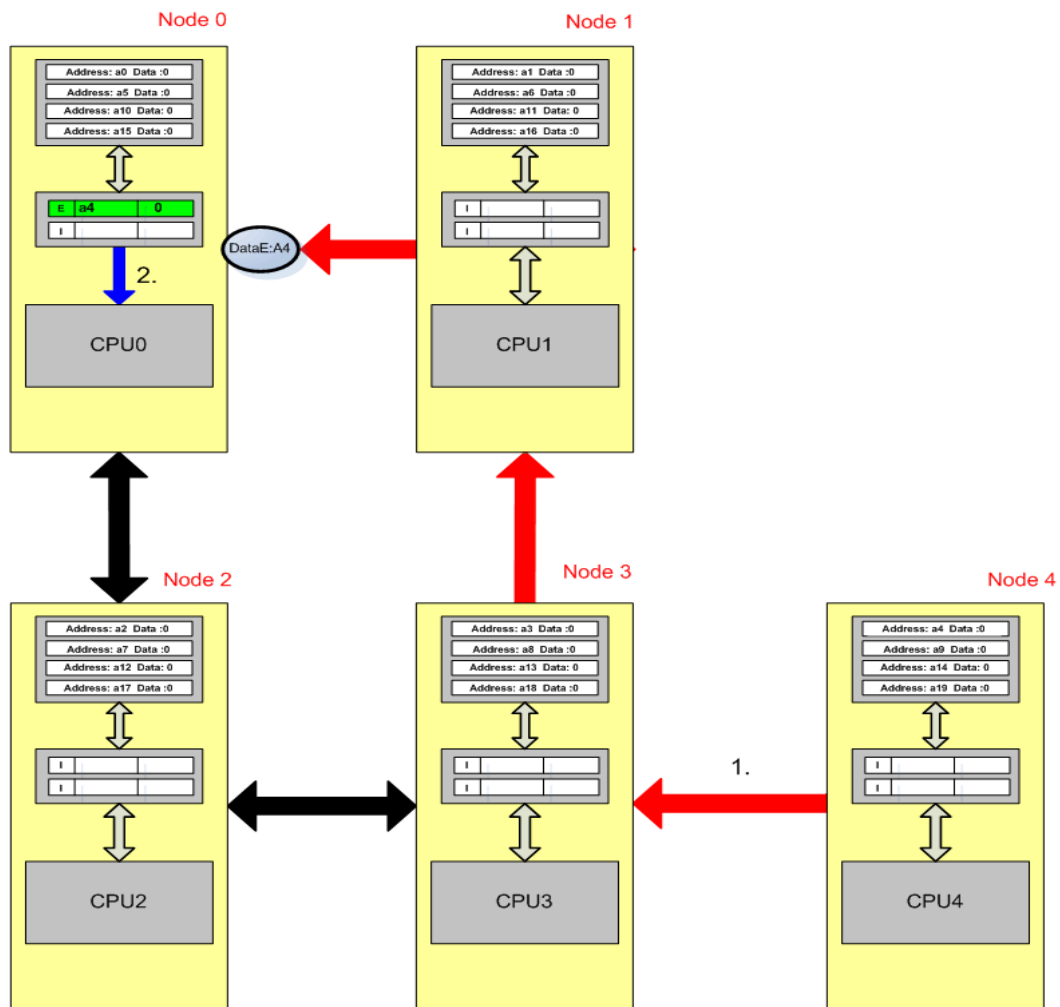 Node 0
Node 1
Address: a0 Data :0
Address: a5 Data :0
Address: a10 Data: 0
Address: a15 Data :0
Address: a1 Data :0
Address: a6 Data :0
Address: a11 Data: 0
Address: a16 Data :0
E a4 0
I
I
I
DataE:A4
2.
CPU0
CPU1
Node 2
Node 3
Node 4
Address: a2 Data :0
Address: a7 Data :0
Address: a12 Data: 0
Address: a17 Data :0
Address: a3 Data :0
Address: a8 Data :0
Address: a13 Data: 0
Address: a18 Data :0
Address: a4 Data :0
Address: a9 Data :0
Address: a14 Data: 0
Address: a19 Data :0
I
I
I
I
1.
I
I
CPU2
CPU3
CPU4